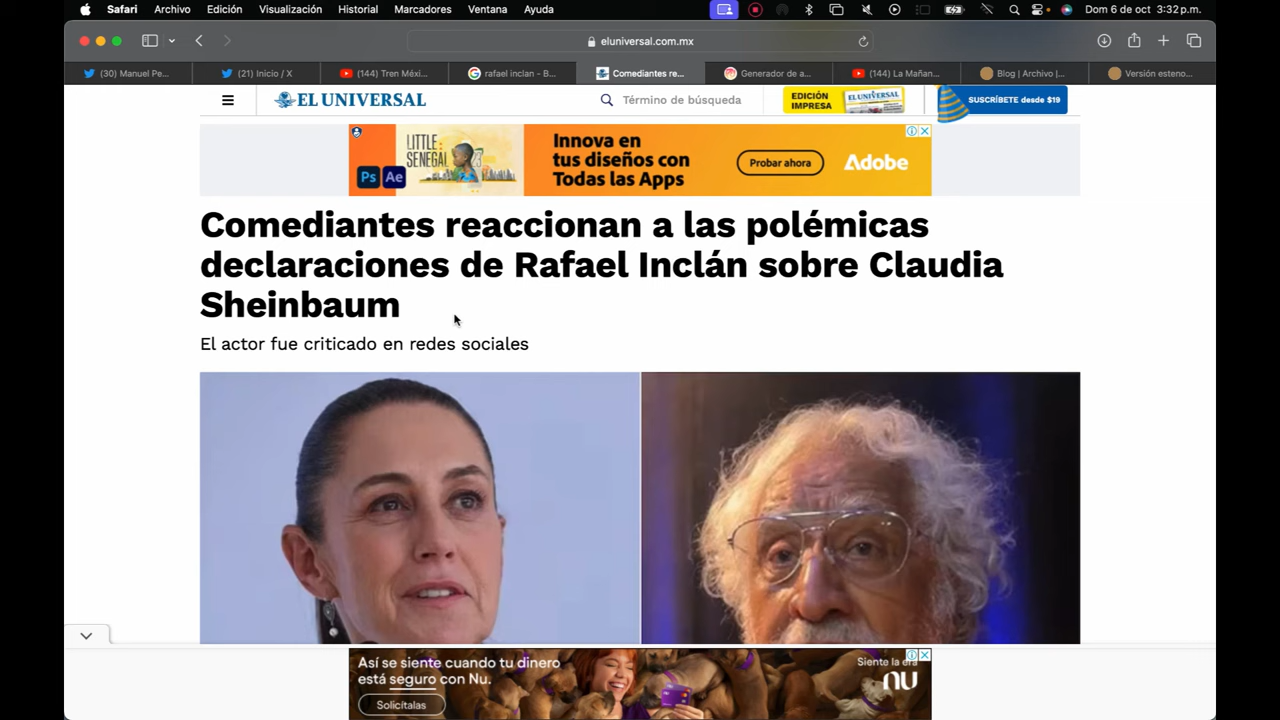 Safari Archivo Edición Visualización Historial Marcadores Ventana Ayuda Dom 6 de oct 3:32 p.m.
eluniversal.com.mx
(30) Manuel Pe... (21) Inicio / X (144) Tren Méxi... rafael inclan - B... Comediantes re... Generador de a... (144) La Mañan... Blog | Archivo |... Versión esteno...
EL UNIVERSAL Término de búsqueda EDICIÓN IMPRESA EL UNIVERSAL SUSCRÍBETE desde $19
LITTLE SENEGAL
Ps Ae
Innova en
tus diseños con
Todas las Apps
Probar ahora
Adobe
Comediantes reaccionan a las polémicas
declaraciones de Rafael Inclán sobre Claudia
Sheinbaum
El actor fue criticado en redes sociales
Así se siente cuando tu dinero
está seguro con Nu.
Solicítalas
Siente la era
nu